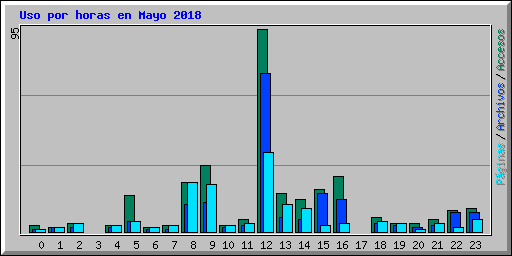 Uso por horas en Mayo 2018
95
Páginas / Archivos / Accesos
0 1 2 3 4 5 6 7 8 9 10 11 12 13 14 15 16 17 18 19 20 21 22 23